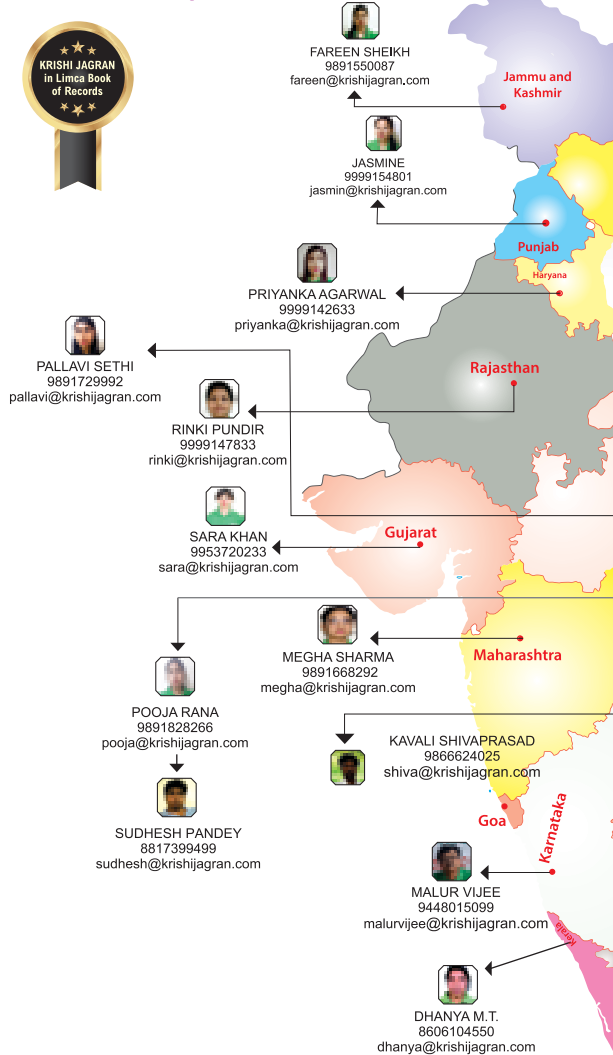 KRISHI JAGRAN
in Limca Book
of Records
FAREEN SHEIKH
9891550087
fareen@krishijagran.com
Jammu and
Kashmir
JASMINE
9999154801
jasmin@krishijagran.com
Punjab
Haryana
PRIYANKA AGARWAL
9999142633
priyanka@krishijagran.com
PALLAVI SETHI
9891729992
pallavi@krishijagran.com
Rajasthan
RINKI PUNDIR
9999147833
rinki@krishijagran.com
SARA KHAN
9953720233
sara@krishijagran.com
Gujarat
MEGHA SHARMA
9891668292
megha@krishijagran.com
Maharashtra
POOJA RANA
9891828266
pooja@krishijagran.com
KAVALI SHIVAPRASAD
9866624025
shiva@krishijagran.com
SUDHESH PANDEY
8817399499
sudhesh@krishijagran.com
Goa
Karnataka
MALUR VIJEE
9448015099
malurvijee@krishijagran.com
Kerala
DHANYA M.T.
8606104550
dhanya@krishijagran.com